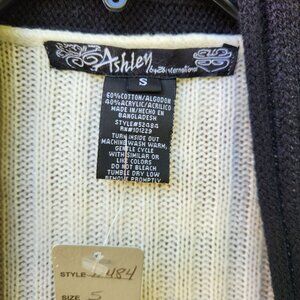 Ashley
by 26 international
S
60%COTTON/ALGODON
40%ACRYLIC/ACRILICO
MADE IN/HECHO EN
BANGLADESH
STYLE#52484
RN#101229
TURN INSIDE OUT
MACHINE WASH WARM,
GENTLE CYCLE
WITH SIMILAR OR
LIKE COLORS
DO NOT BLEACH
TUMBLE DRY LOW
REMOVE PROMPTLY
STYLE 484
SIZE S